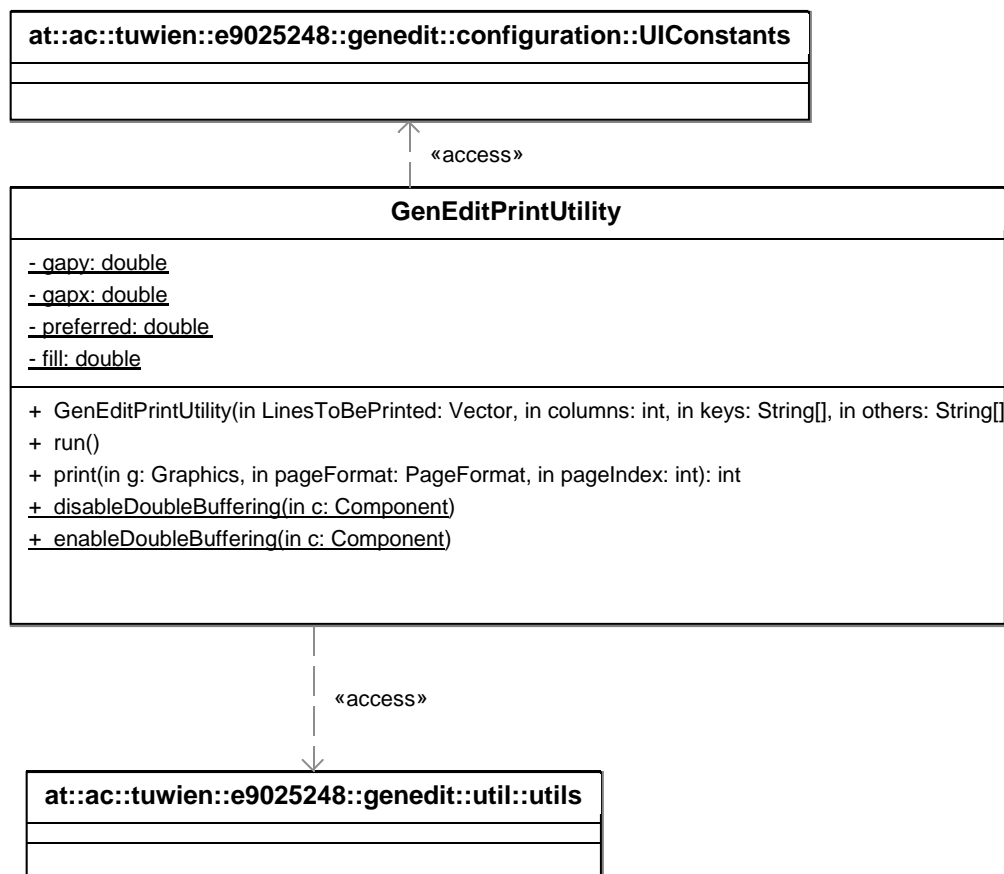 at::ac::tuwien::e9025248::genedit::configuration::UIConstants
«access»
GenEditPrintUtility
- gapy: double
- gapx: double
- preferred: double
- fill: double
+ GenEditPrintUtility(in LinesToBePrinted: Vector, in columns: int, in keys: String[], in others: String[]
+ run()
+ print(in g: Graphics, in pageFormat: PageFormat, in pageIndex: int): int
+ disableDoubleBuffering(in c: Component)
+ enableDoubleBuffering(in c: Component)
«access»
at::ac::tuwien::e9025248::genedit::util::utils